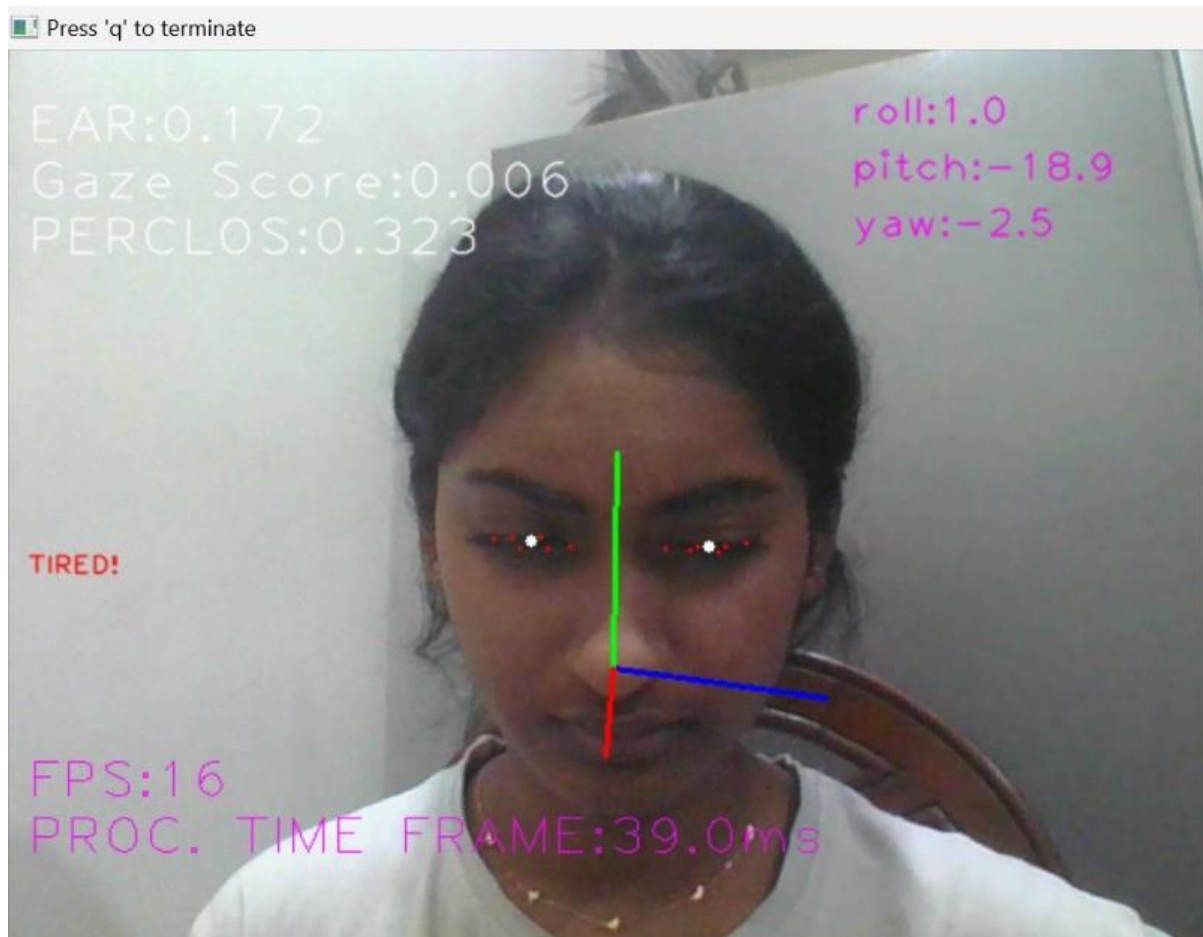 Press 'q' to terminate
EAR:0.172
Gaze Score:0.006
PERCLOS:0.323
roll:1.0
pitch:-18.9
yaw:-2.5
TIRED!
FPS:16
PROC. TIME FRAME:39.0ms